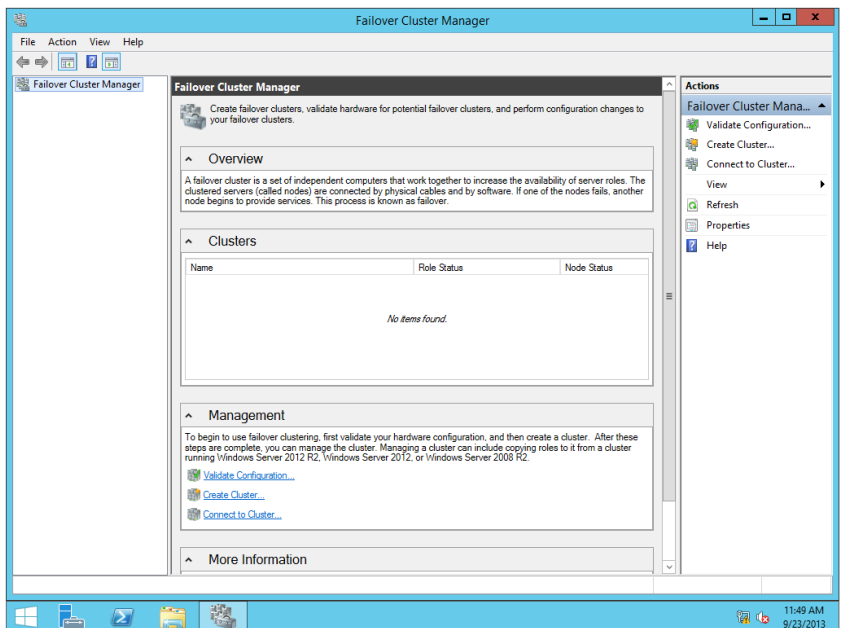 Failover Cluster Manager
File Action View Help
Failover Cluster Manager
Failover Cluster Manager
Create failover clusters, validate hardware for potential failover clusters, and perform configuration changes to
your failover clusters.
Overview
A failover cluster is a set of independent computers that work together to increase the availability of server roles. The
clustered servers (called nodes) are connected by physical cables and by software. If one of the nodes fails, another
node begins to provide services. This process is known as failover.
Clusters
Name Role Status Node Status
No items found.
Management
To begin to use failover clustering, first validate your hardware configuration, and then create a cluster. After these
steps are complete, you can manage the cluster. Managing a cluster can include copying roles to it from a cluster
running Windows Server 2012 R2, Windows Server 2012, or Windows Server 2008 R2.
Validate Configuration...
Create Cluster...
Connect to Cluster...
More Information
Actions
Failover Cluster Mana...
Validate Configuration...
Create Cluster...
Connect to Cluster...
View
Refresh
Properties
Help
11:49 AM
9/23/2013